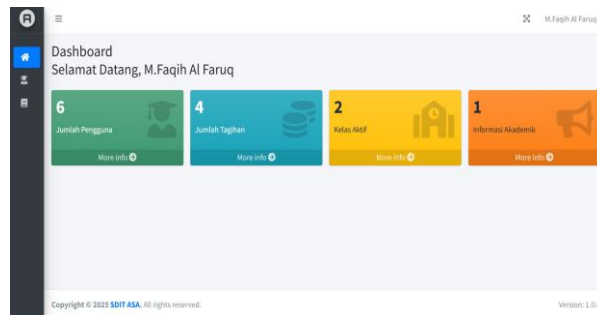 M.Faqih Al Faruq
Dashboard
Selamat Datang, M.Faqih Al Faruq
6
Jumlah Pengguna
More info
4
Jumlah Tagihan
More info
2
Kelas Aktif
More info
1
Informasi Akademik
More info
Copyright © 2025 SDIT ASA. All rights reserved.
Version: 1.0.